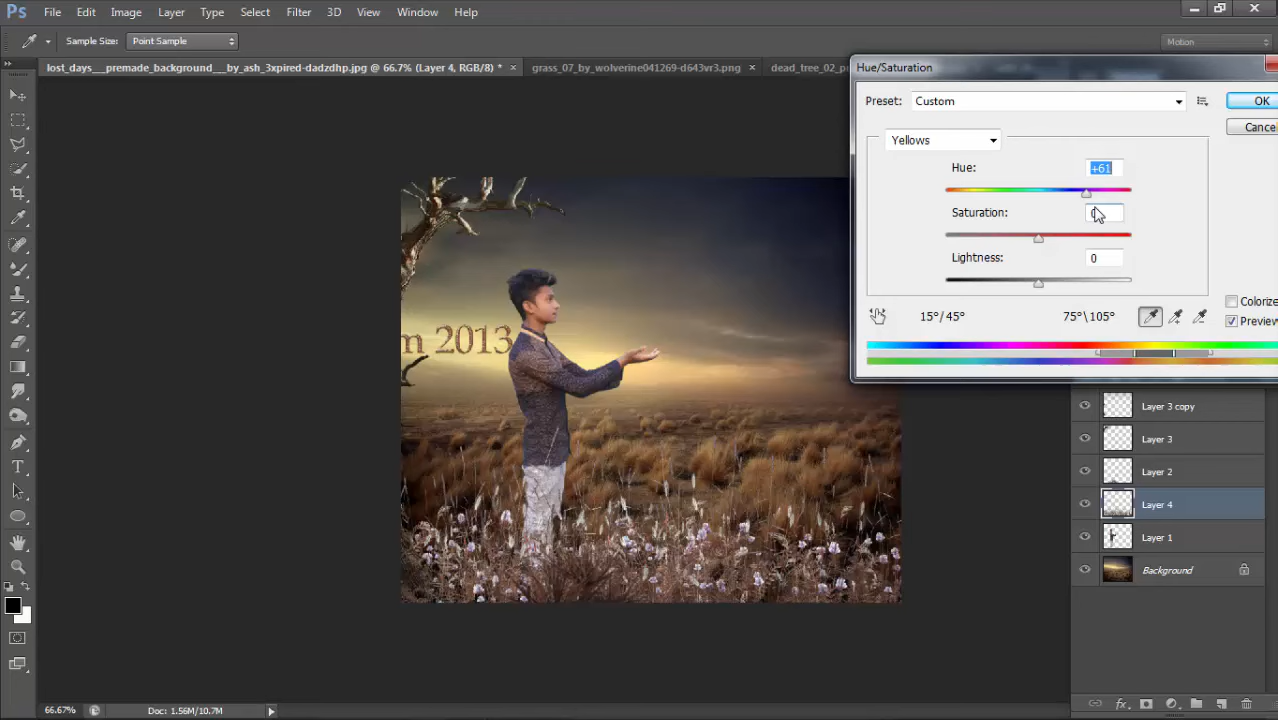 Ps File Edit Image Layer Type Select Filter 3D View Window Help
Sample Size: Point Sample
Motion
lost_days___premade_background___by_ash_3xpired-dadzdhp.jpg @ 66.7% (Layer 4, RGB/8) * ×
grass_07_by_wolverine041269-d643vr3.png ×
dead_tree_02_p
Hue/Saturation
Preset: Custom
OK
Cancel
Yellows
Hue: +61
Saturation:
Lightness: 0
Colorize
Preview
15°/ 45° 75°\105°
m 2013
Layer 3 copy
Layer 3
Layer 2
Layer 4
Layer 1
Background
66.67% Doc: 1.56M/10.7M